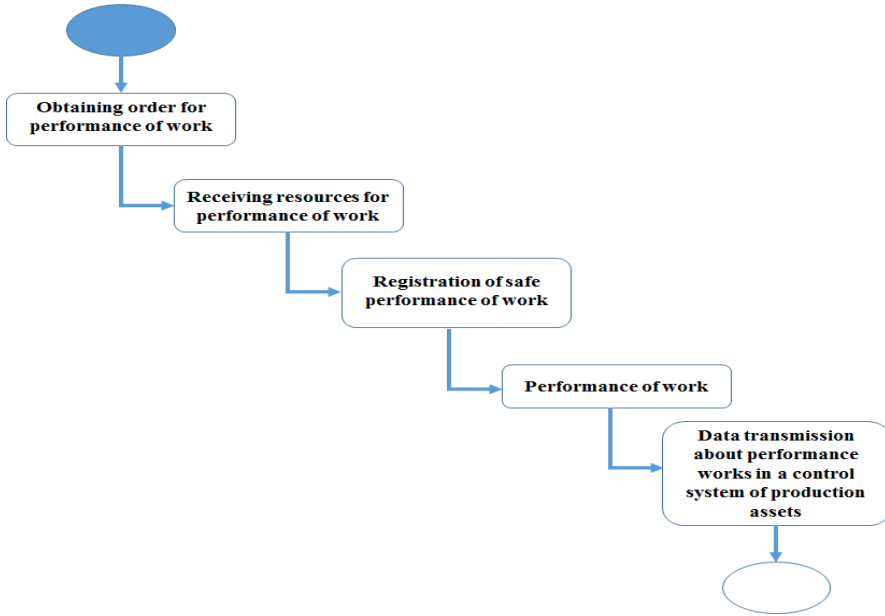 Obtaining order for
performance of work
Receiving resources for
performance of work
Registration of safe
performance of work
Performance of work
Data transmission
about performance
works in a control
system of production
assets